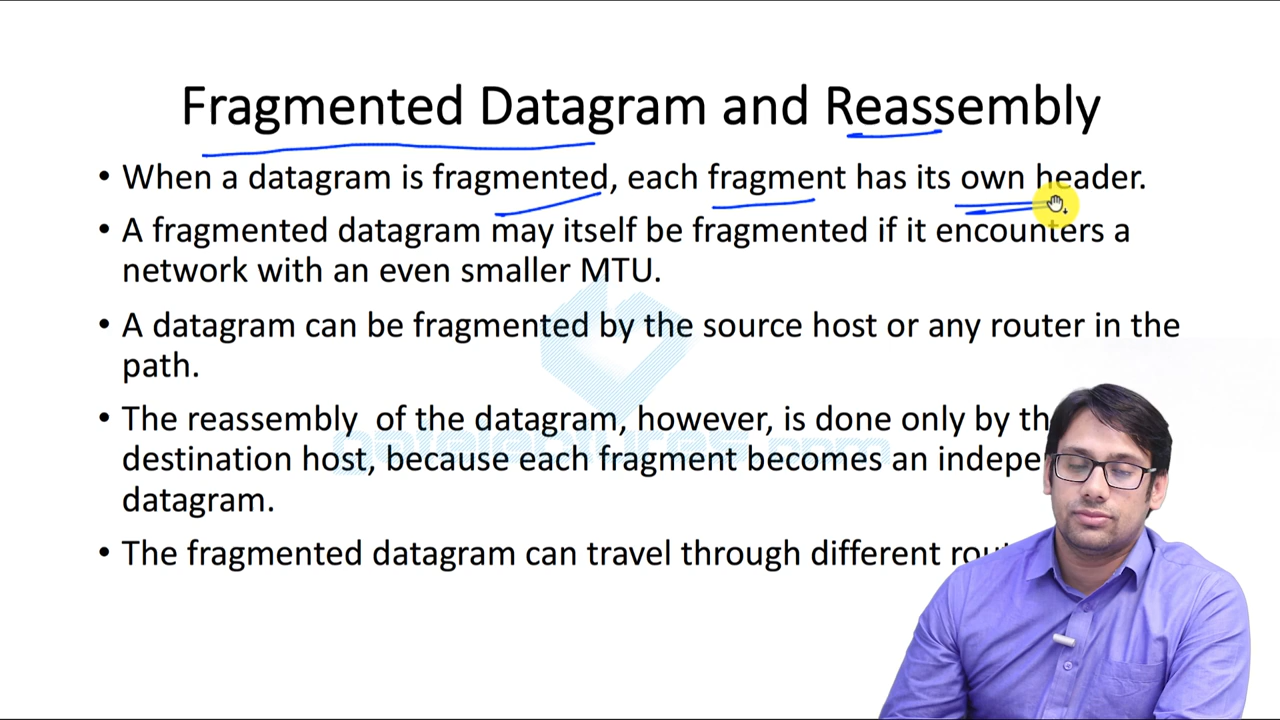 Fragmented Datagram and Reassembly
• When a datagram is fragmented, each fragment has its own header.
• A fragmented datagram may itself be fragmented if it encounters a
network with an even smaller MTU.
• A datagram can be fragmented by the source host or any router in the
path.
• The reassembly of the datagram, however, is done only by
destination host, because each fragment becomes an
datagram.
• The fragmented datagram can travel through different